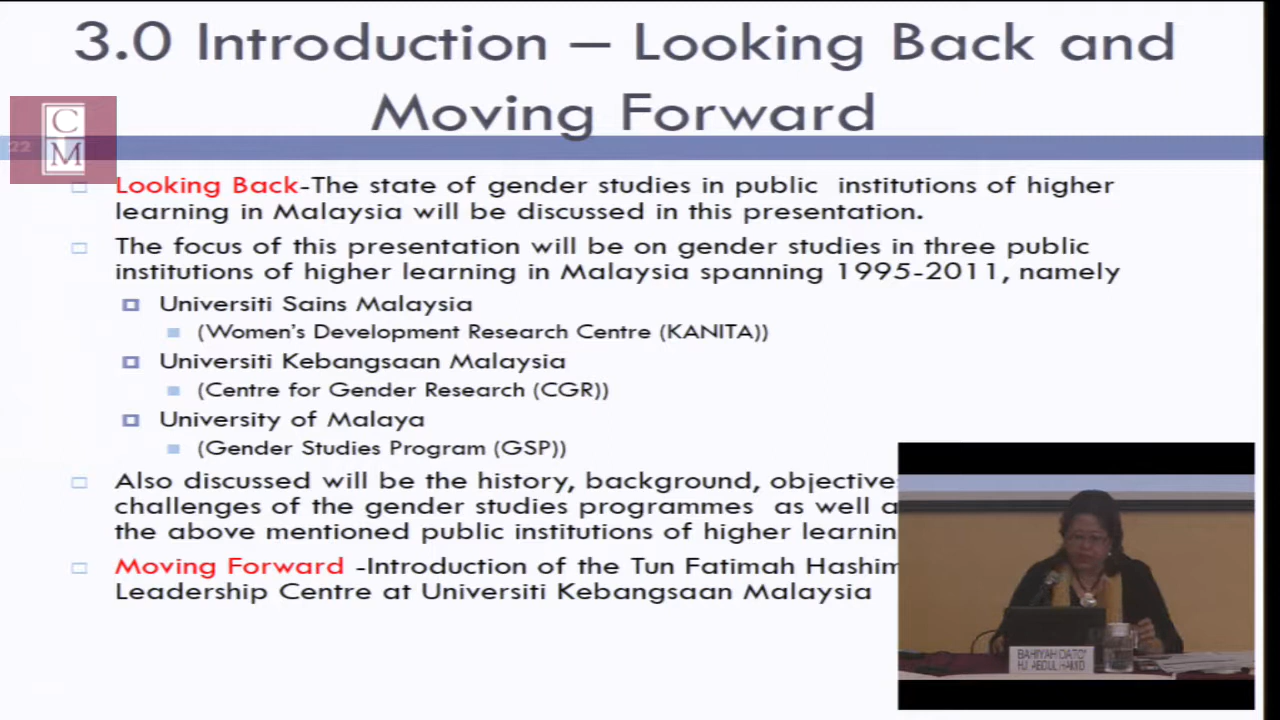 3.0 Introduction – Looking Back and
Moving Forward
C
M
22
Looking Back-The state of gender studies in public institutions of higher
learning in Malaysia will be discussed in this presentation.
The focus of this presentation will be on gender studies in three public
institutions of higher learning in Malaysia spanning 1995-2011, namely
Universiti Sains Malaysia
(Women's Development Research Centre (KANITA))
Universiti Kebangsaan Malaysia
(Centre for Gender Research (CGR))
University of Malaya
(Gender Studies Program (GSP))
Also discussed will be the history, background, objective
challenges of the gender studies programmes as well a
the above mentioned public institutions of higher learnin
Moving Forward -Introduction of the Tun Fatimah Hashim
Leadership Centre at Universiti Kebangsaan Malaysia
BAHIYAH DATO'
HJ. ABDUL HAMID